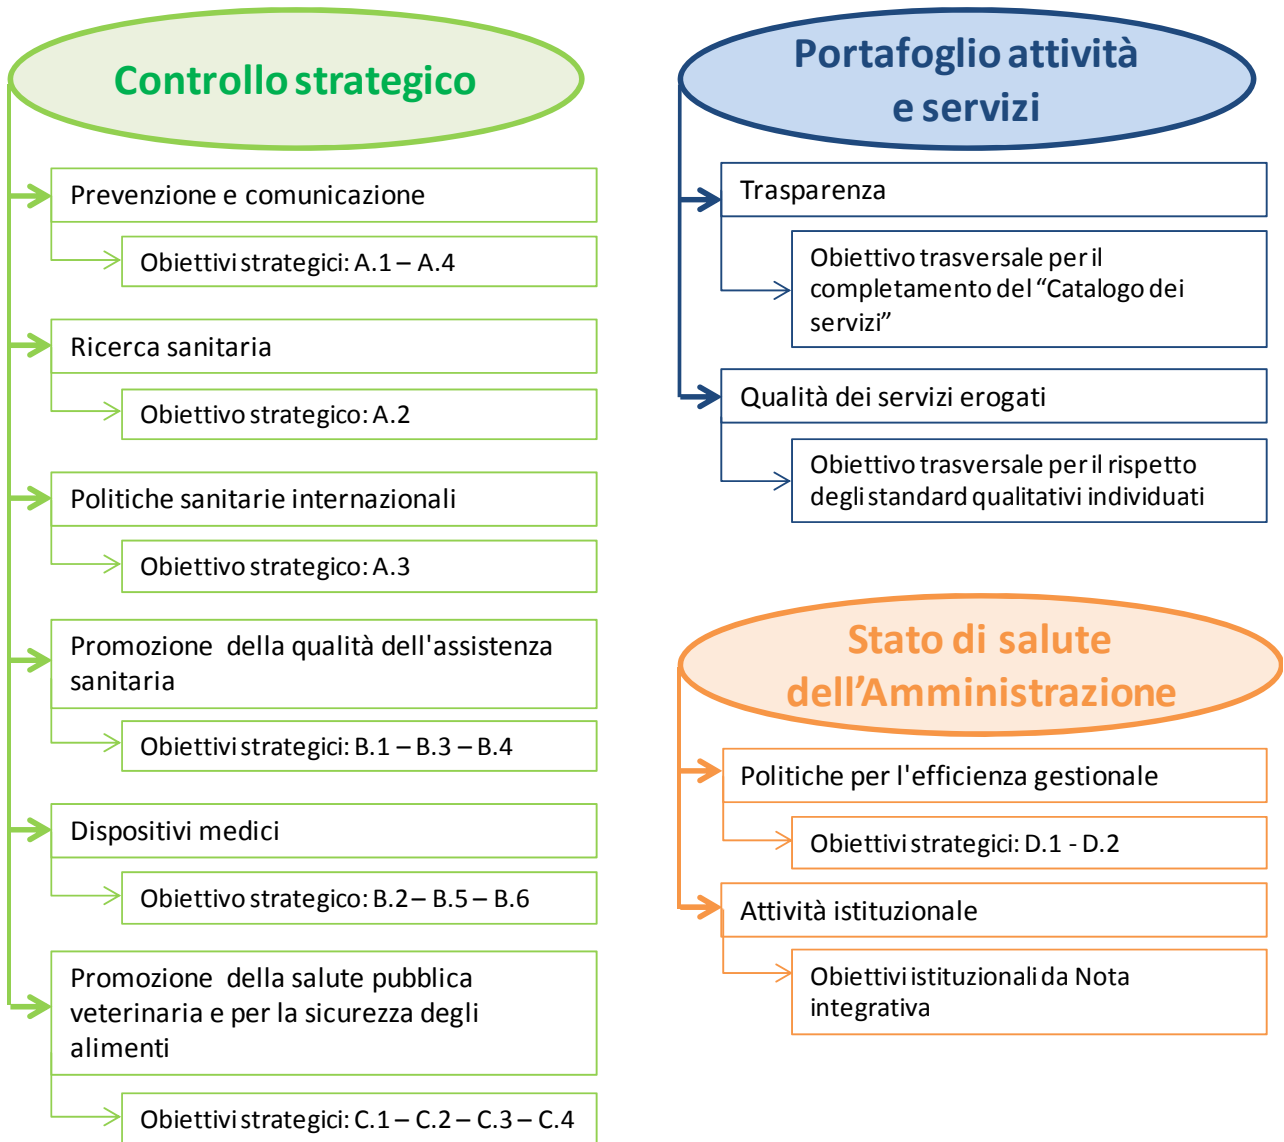 Controllo strategico
Prevenzione e comunicazione
Obiettivi strategici: A.1 – A.4
Ricerca sanitaria
Obiettivo strategico: A.2
Politiche sanitarie internazionali
Obiettivo strategico: A.3
Promozione della qualità dell'assistenza
sanitaria
Obiettivi strategici: B.1 – B.3 – B.4
Dispositivi medici
Obiettivo strategico: B.2 – B.5 – B.6
Promozione della salute pubblica
veterinaria e per la sicurezza degli
alimenti
Obiettivi strategici: C.1 – C.2 – C.3 – C.4
Portafoglio attività
e servizi
Trasparenza
Obiettivo trasversale per il
completamento del “Catalogo dei
servizi”
Qualità dei servizi erogati
Obiettivo trasversale per il rispetto
degli standard qualitativi individuati
Stato di salute
dell’Amministrazione
Politiche per l'efficienza gestionale
Obiettivi strategici: D.1 - D.2
Attività istituzionale
Obiettivi istituzionali da Nota
integrativa